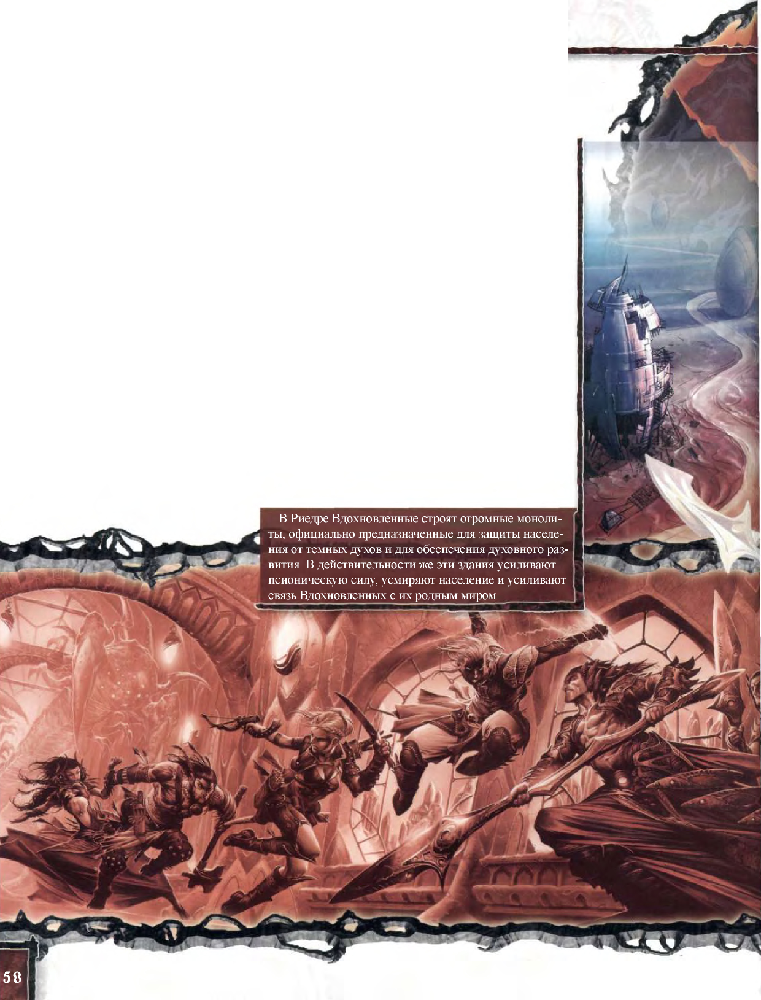 В Риедре Вдохновленные строят огромные моноли-
ты, официально предназначенные для защиты населе-
ния от темных духов и для обеспечения духовного раз-
вития. В действительности же эти здания усиливают
псионическую силу, усмиряют население и усиливают
связь Вдохновленных с их родным миром.
58